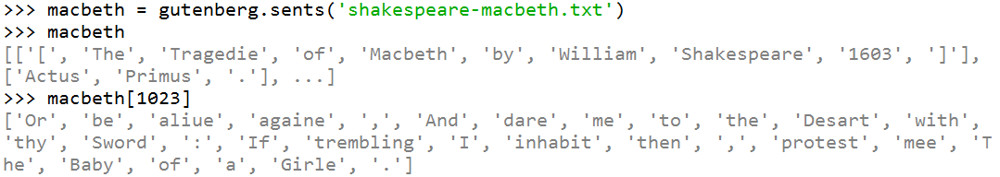 >>> macbeth = gutenberg.sents('shakespeare-macbeth.txt')
>>> macbeth
[['[', 'The', 'Tragedie', 'of', 'Macbeth', 'by', 'William', 'Shakespeare', '1603', ']'],
['Actus', 'Primus', '.'], ...]
>>> macbeth[1023]
['Or', 'be', 'aliue', 'againe', ',', 'And', 'dare', 'me', 'to', 'the', 'Desart', 'with',
'thy', 'Sword', ':', 'If', 'trembling', 'I', 'inhabit', 'then', ',', 'protest', 'mee', 'T
he', 'Baby', 'of', 'a', 'Girle', '.']